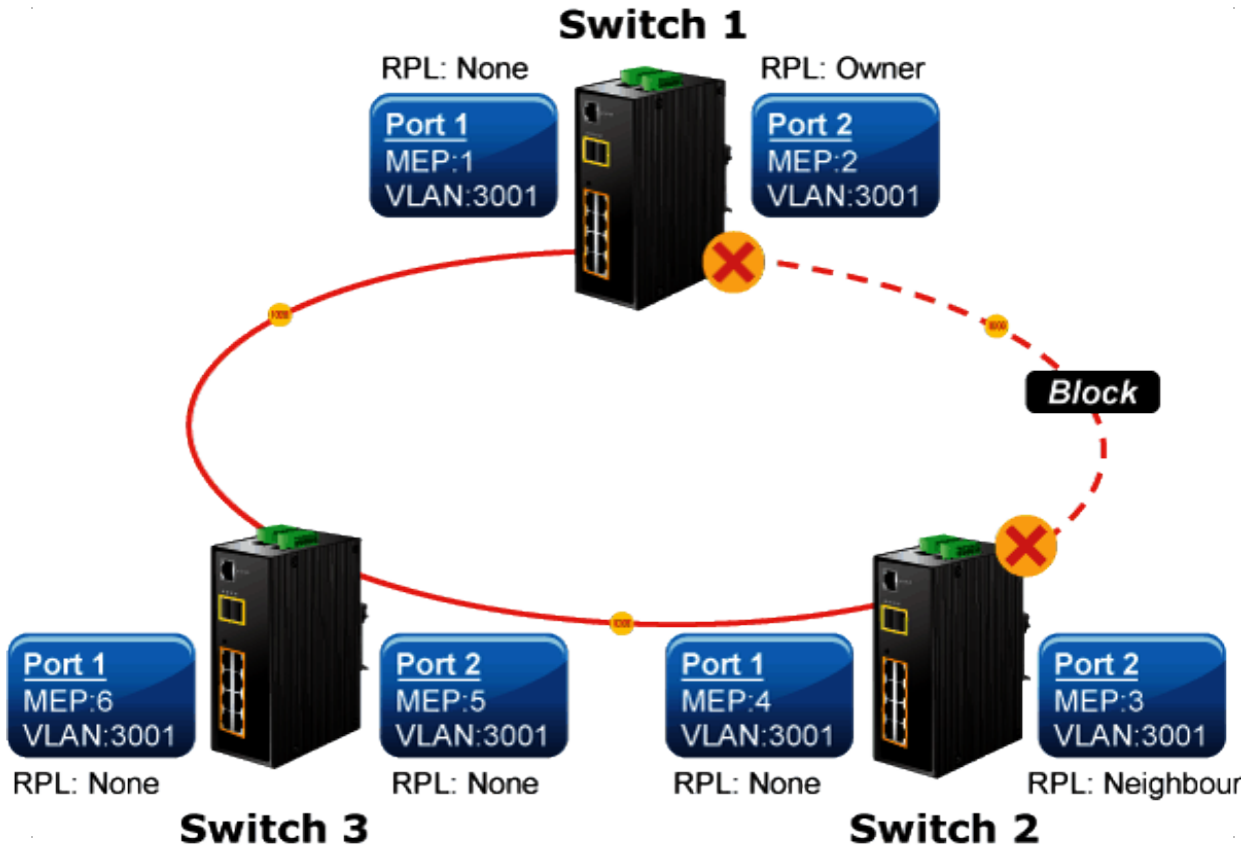 Switch 1
RPL: None
RPL: Owner
Port 1
MEP:1
VLAN:3001
Port 2
MEP:2
VLAN:3001
Block
Port 1
MEP:6
VLAN:3001
RPL: None
Port 2
MEP:5
VLAN:3001
RPL: None
Switch 3
Port 1
MEP:4
VLAN:3001
RPL: None
Port 2
MEP:3
VLAN:3001
RPL: Neighbour
Switch 2